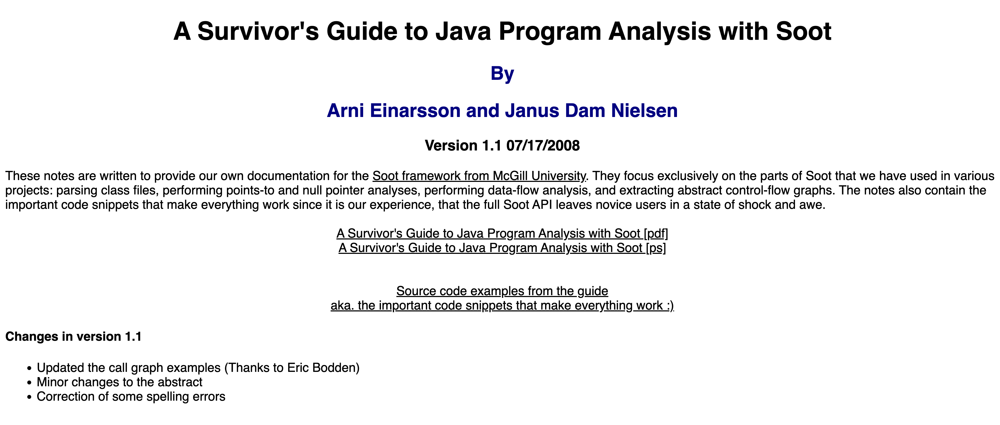 A Survivor's Guide to Java Program Analysis with Soot
By
Arni Einarsson and Janus Dam Nielsen
Version 1.1 07/17/2008
These notes are written to provide our own documentation for the Soot framework from McGill University. They focus exclusively on the parts of Soot that we have used in various
projects: parsing class files, performing points-to and null pointer analyses, performing data-flow analysis, and extracting abstract control-flow graphs. The notes also contain the
important code snippets that make everything work since it is our experience, that the full Soot API leaves novice users in a state of shock and awe.
A Survivor's Guide to Java Program Analysis with Soot [pdf]
A Survivor's Guide to Java Program Analysis with Soot [ps]
Source code examples from the guide
aka. the important code snippets that make everything work :)
Changes in version 1.1
• Updated the call graph examples (Thanks to Eric Bodden)
• Minor changes to the abstract
• Correction of some spelling errors